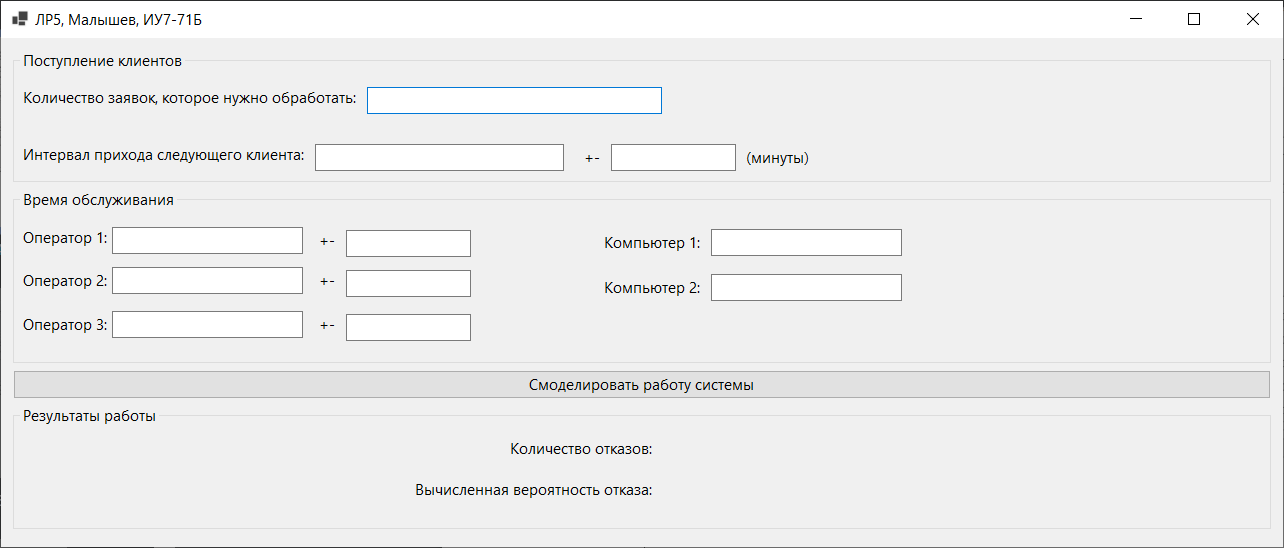 ЛР5, Малышев, ИУ7-71Б
Поступление клиентов
Количество заявок, которое нужно обработать:
Интервал прихода следующего клиента: +- (минуты)
Время обслуживания
Оператор 1: +- Компьютер 1:
Оператор 2: +- Компьютер 2:
Оператор 3: +-
Смоделировать работу системы
Результаты работы
Количество отказов:
Вычисленная вероятность отказа: